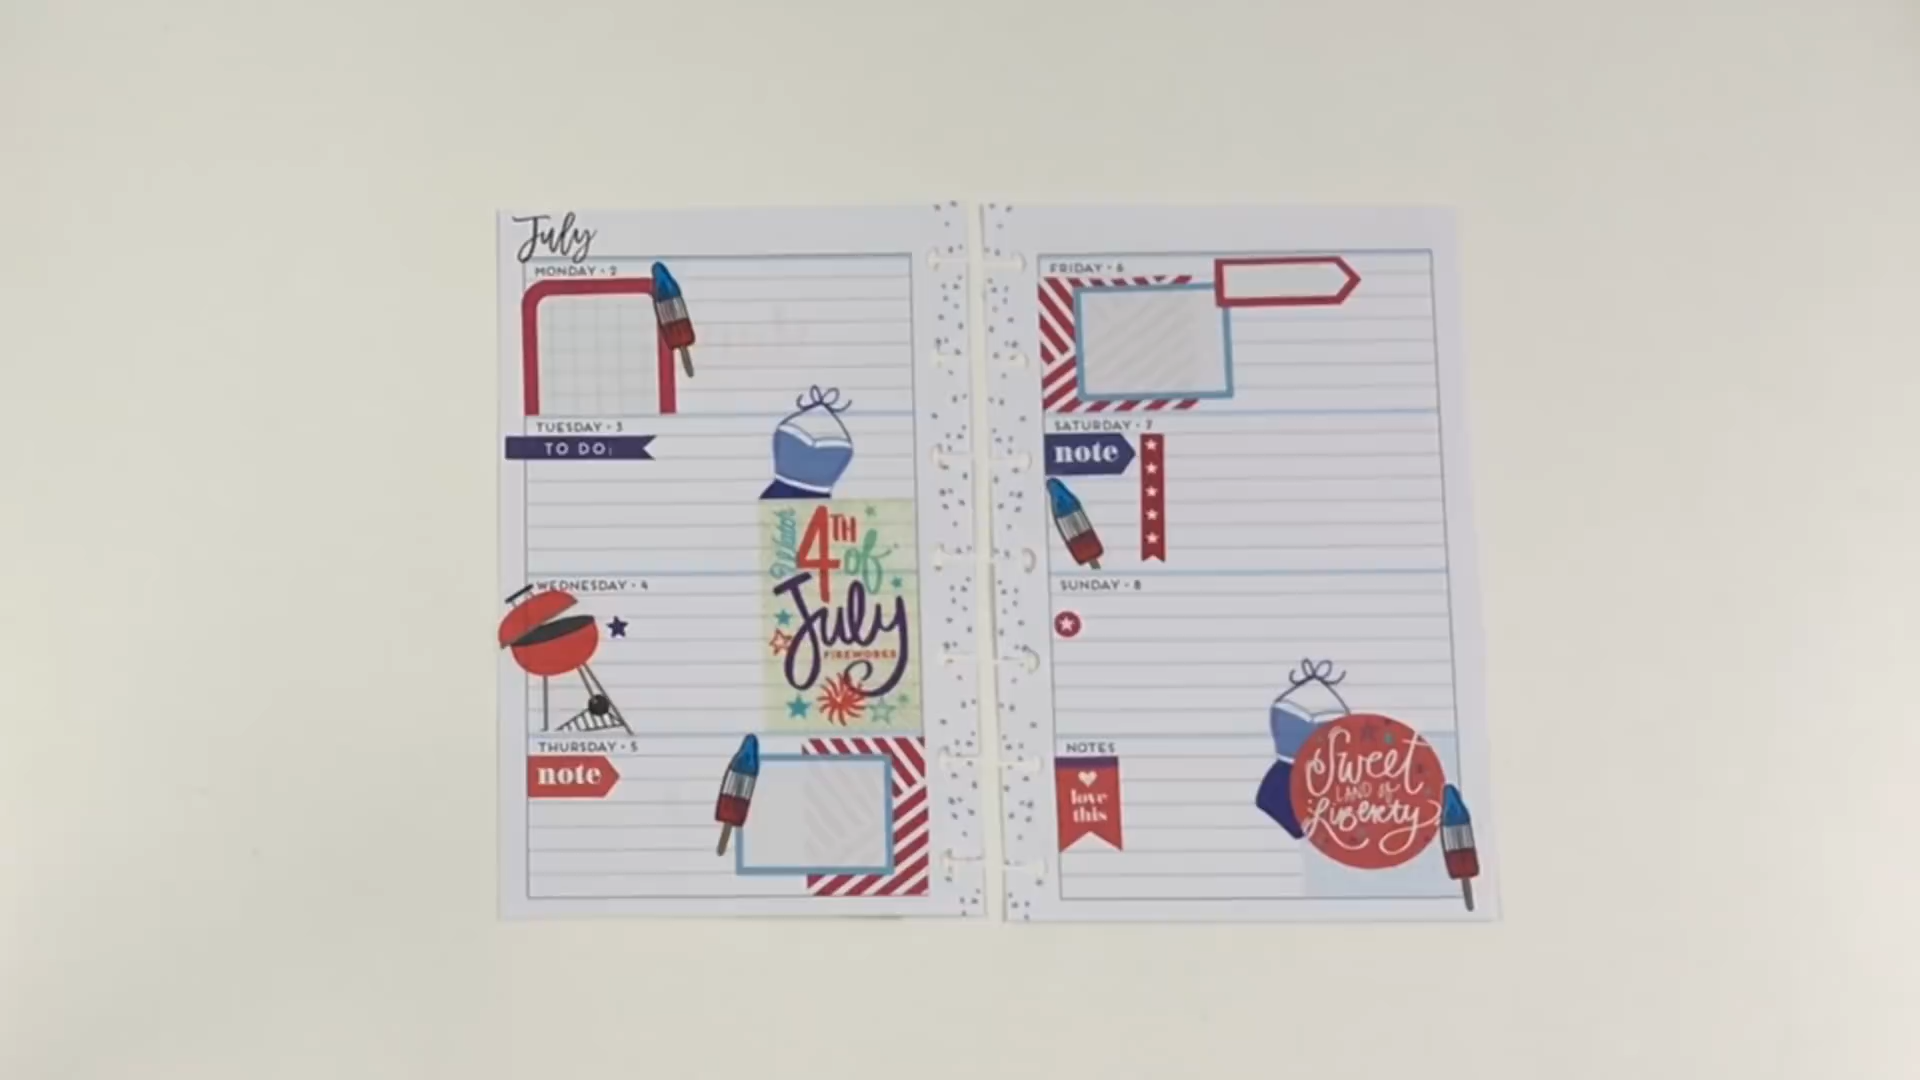 July
MONDAY • 2
TUESDAY • 3
TO DO:
Watch
4TH
of
July
FIREWORKS
WEDNESDAY • 4
THURSDAY • 5
note
FRIDAY • 6
SATURDAY • 7
note
SUNDAY • 8
NOTES
love
this
Sweet
LAND of
Liberty